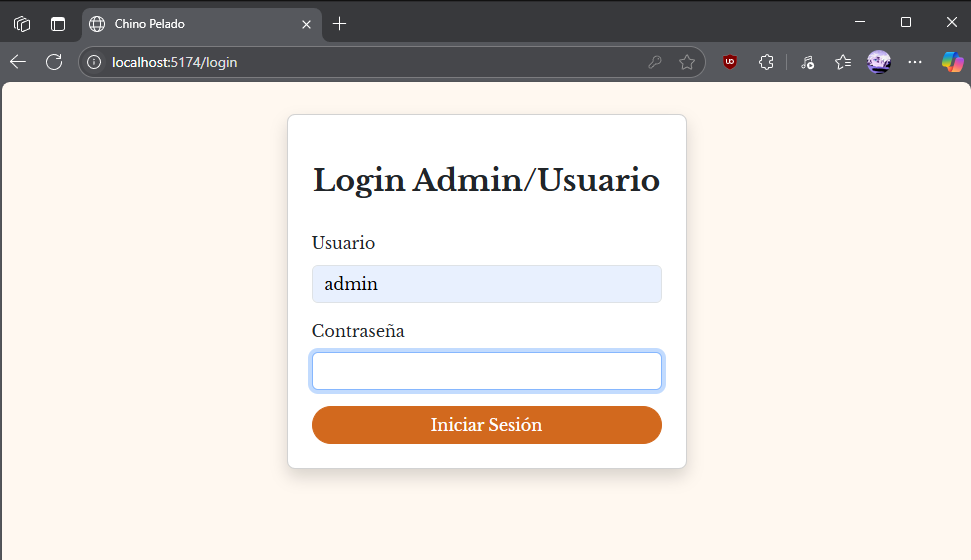 Chino Pelado
localhost:5174/login
Login Admin/Usuario
Usuario
admin
Contraseña
Iniciar Sesión